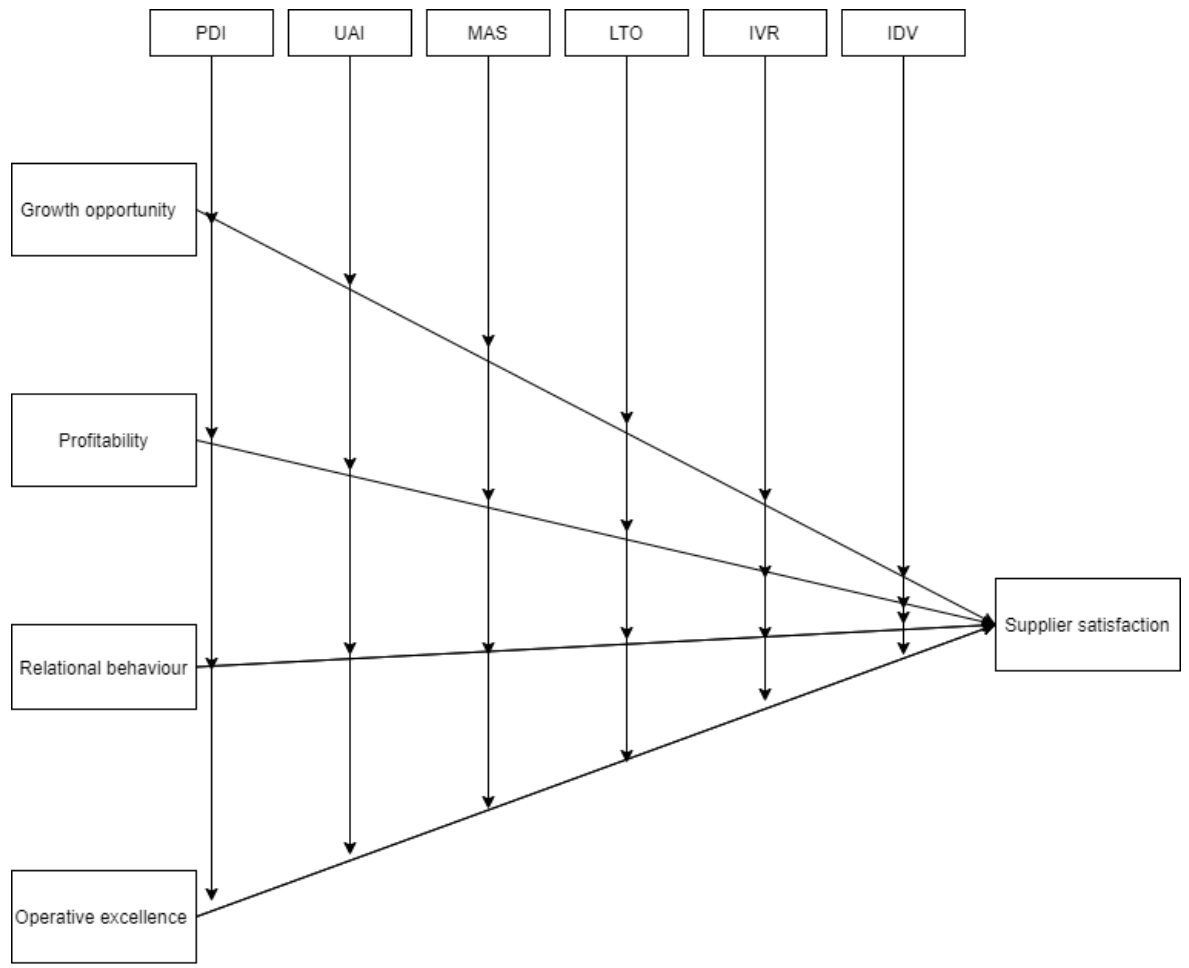 PDI
UAI
MAS
LTO
IVR
IDV
Growth opportunity
Profitability
Relational behaviour
Supplier satisfaction
Operative excellence